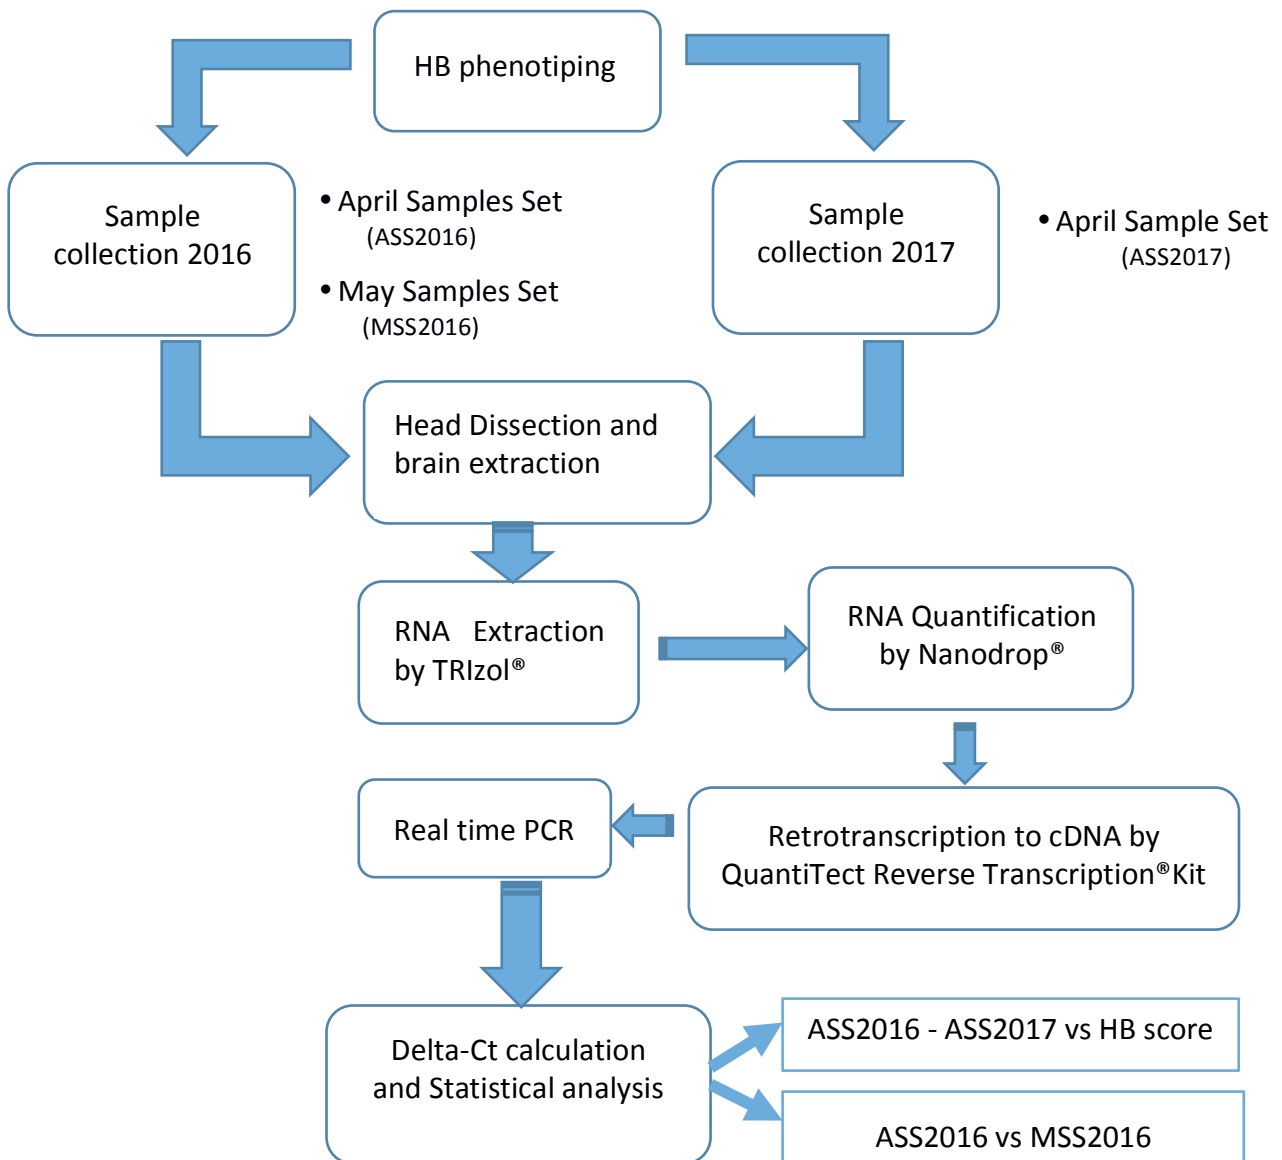 HB phenotiping
Sample
collection 2016
• April Samples Set
(ASS2016)
• May Samples Set
(MSS2016)
Sample
collection 2017
• April Sample Set
(ASS2017)
Head Dissection and
brain extraction
RNA Extraction
by TRIzol®
RNA Quantification
by Nanodrop®
Real time PCR
Retrotranscription to cDNA by
QuantiTect Reverse Transcription®Kit
Delta-Ct calculation
and Statistical analysis
ASS2016 - ASS2017 vs HB score
ASS2016 vs MSS2016